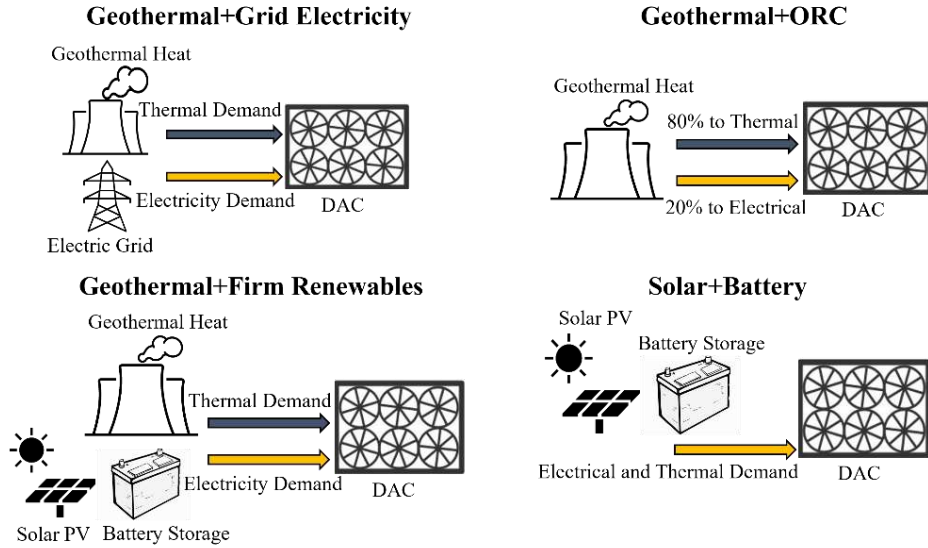 Geothermal+Grid Electricity
Geothermal Heat
Thermal Demand
Electricity Demand
DAC
Electric Grid
Geothermal+ORC
Geothermal Heat
80% to Thermal
20% to Electrical
DAC
Geothermal+Firm Renewables
Geothermal Heat
Thermal Demand
Electricity Demand
DAC
Solar PV
Battery Storage
Solar+Battery
Solar PV
Battery Storage
Electrical and Thermal Demand
DAC